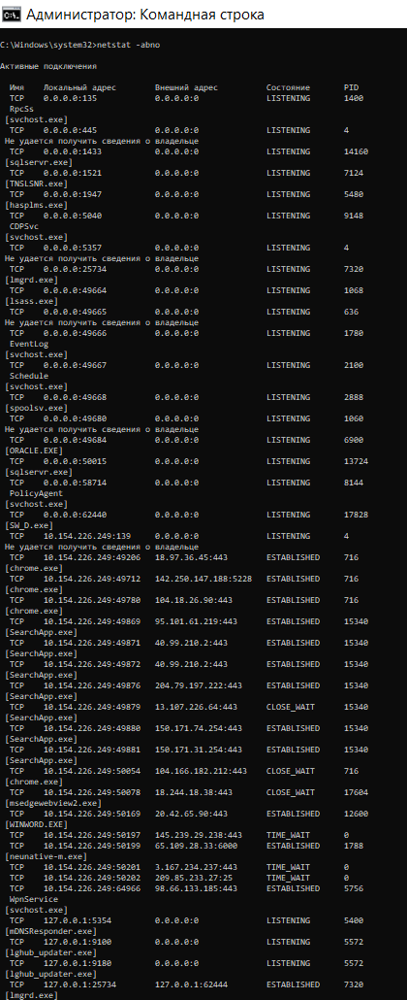 Администратор: Командная строка
C:\Windows\system32>netstat -abno
Активные подключения
Имя Локальный адрес Внешний адрес Состояние PID
TCP 0.0.0.0:135 0.0.0.0:0 LISTENING 1400
RpcSs
[svchost.exe]
TCP 0.0.0.0:445 0.0.0.0:0 LISTENING 4
Не удается получить сведения о владельце
TCP 0.0.0.0:1433 0.0.0.0:0 LISTENING 14160
[sqlservr.exe]
TCP 0.0.0.0:1521 0.0.0.0:0 LISTENING 7124
[TNSLSNR.exe]
TCP 0.0.0.0:1947 0.0.0.0:0 LISTENING 5480
[hasplms.exe]
TCP 0.0.0.0:5040 0.0.0.0:0 LISTENING 9148
CDPSvc
[svchost.exe]
TCP 0.0.0.0:5357 0.0.0.0:0 LISTENING 4
Не удается получить сведения о владельце
TCP 0.0.0.0:25734 0.0.0.0:0 LISTENING 7320
[lmgrd.exe]
TCP 0.0.0.0:49664 0.0.0.0:0 LISTENING 1068
[lsass.exe]
TCP 0.0.0.0:49665 0.0.0.0:0 LISTENING 636
Не удается получить сведения о владельце
TCP 0.0.0.0:49666 0.0.0.0:0 LISTENING 1780
EventLog
[svchost.exe]
TCP 0.0.0.0:49667 0.0.0.0:0 LISTENING 2100
Schedule
[svchost.exe]
TCP 0.0.0.0:49668 0.0.0.0:0 LISTENING 2888
[spoolsv.exe]
TCP 0.0.0.0:49680 0.0.0.0:0 LISTENING 1060
Не удается получить сведения о владельце
TCP 0.0.0.0:49684 0.0.0.0:0 LISTENING 6900
[ORACLE.EXE]
TCP 0.0.0.0:50015 0.0.0.0:0 LISTENING 13724
[sqlservr.exe]
TCP 0.0.0.0:58714 0.0.0.0:0 LISTENING 8144
PolicyAgent
[svchost.exe]
TCP 0.0.0.0:62440 0.0.0.0:0 LISTENING 17828
[SW_D.exe]
TCP 10.154.226.249:139 0.0.0.0:0 LISTENING 4
Не удается получить сведения о владельце
TCP 10.154.226.249:49206 18.97.36.45:443 ESTABLISHED 716
[chrome.exe]
TCP 10.154.226.249:49712 142.250.147.188:5228 ESTABLISHED 716
[chrome.exe]
TCP 10.154.226.249:49780 104.18.26.90:443 ESTABLISHED 716
[chrome.exe]
TCP 10.154.226.249:49869 95.101.61.219:443 ESTABLISHED 15340
[SearchApp.exe]
TCP 10.154.226.249:49871 40.99.210.2:443 ESTABLISHED 15340
[SearchApp.exe]
TCP 10.154.226.249:49872 40.99.210.2:443 ESTABLISHED 15340
[SearchApp.exe]
TCP 10.154.226.249:49876 204.79.197.222:443 ESTABLISHED 15340
[SearchApp.exe]
TCP 10.154.226.249:49879 13.107.226.64:443 CLOSE_WAIT 15340
[SearchApp.exe]
TCP 10.154.226.249:49880 150.171.74.254:443 ESTABLISHED 15340
[SearchApp.exe]
TCP 10.154.226.249:49881 150.171.31.254:443 ESTABLISHED 15340
[SearchApp.exe]
TCP 10.154.226.249:50054 104.166.182.212:443 CLOSE_WAIT 716
[chrome.exe]
TCP 10.154.226.249:50078 18.244.18.38:443 CLOSE_WAIT 17604
[msedgewebview2.exe]
TCP 10.154.226.249:50169 20.42.65.90:443 ESTABLISHED 12600
[WINWORD.EXE]
TCP 10.154.226.249:50197 145.239.29.238:443 TIME_WAIT 0
TCP 10.154.226.249:50199 65.109.28.33:6000 ESTABLISHED 1788
[neunative-m.exe]
TCP 10.154.226.249:50201 3.167.234.237:443 TIME_WAIT 0
TCP 10.154.226.249:50202 209.85.233.27:25 TIME_WAIT 0
TCP 10.154.226.249:64966 98.66.133.185:443 ESTABLISHED 5756
WpnService
[svchost.exe]
TCP 127.0.0.1:5354 0.0.0.0:0 LISTENING 5400
[mDNSResponder.exe]
TCP 127.0.0.1:9100 0.0.0.0:0 LISTENING 5572
[lghub_updater.exe]
TCP 127.0.0.1:9180 0.0.0.0:0 LISTENING 5572
[lghub_updater.exe]
TCP 127.0.0.1:25734 127.0.0.1:62444 ESTABLISHED 7320
[lmgrd.exe]